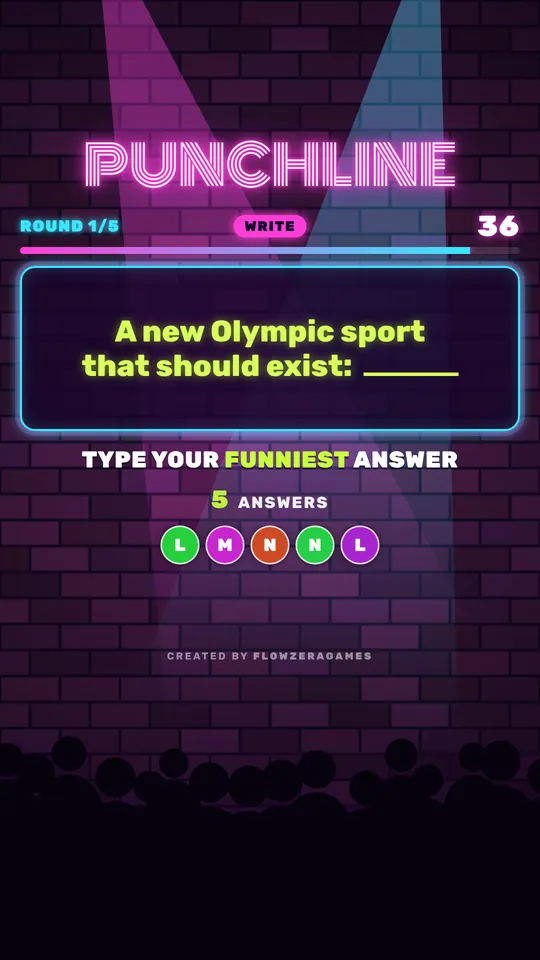 PUNCHLINE
ROUND 1/5
WRITE
36
A new Olympic sport
that should exist: ______
TYPE YOUR FUNNIEST ANSWER
5 ANSWERS
L M N N L
CREATED BY FLOWZERAGAMES